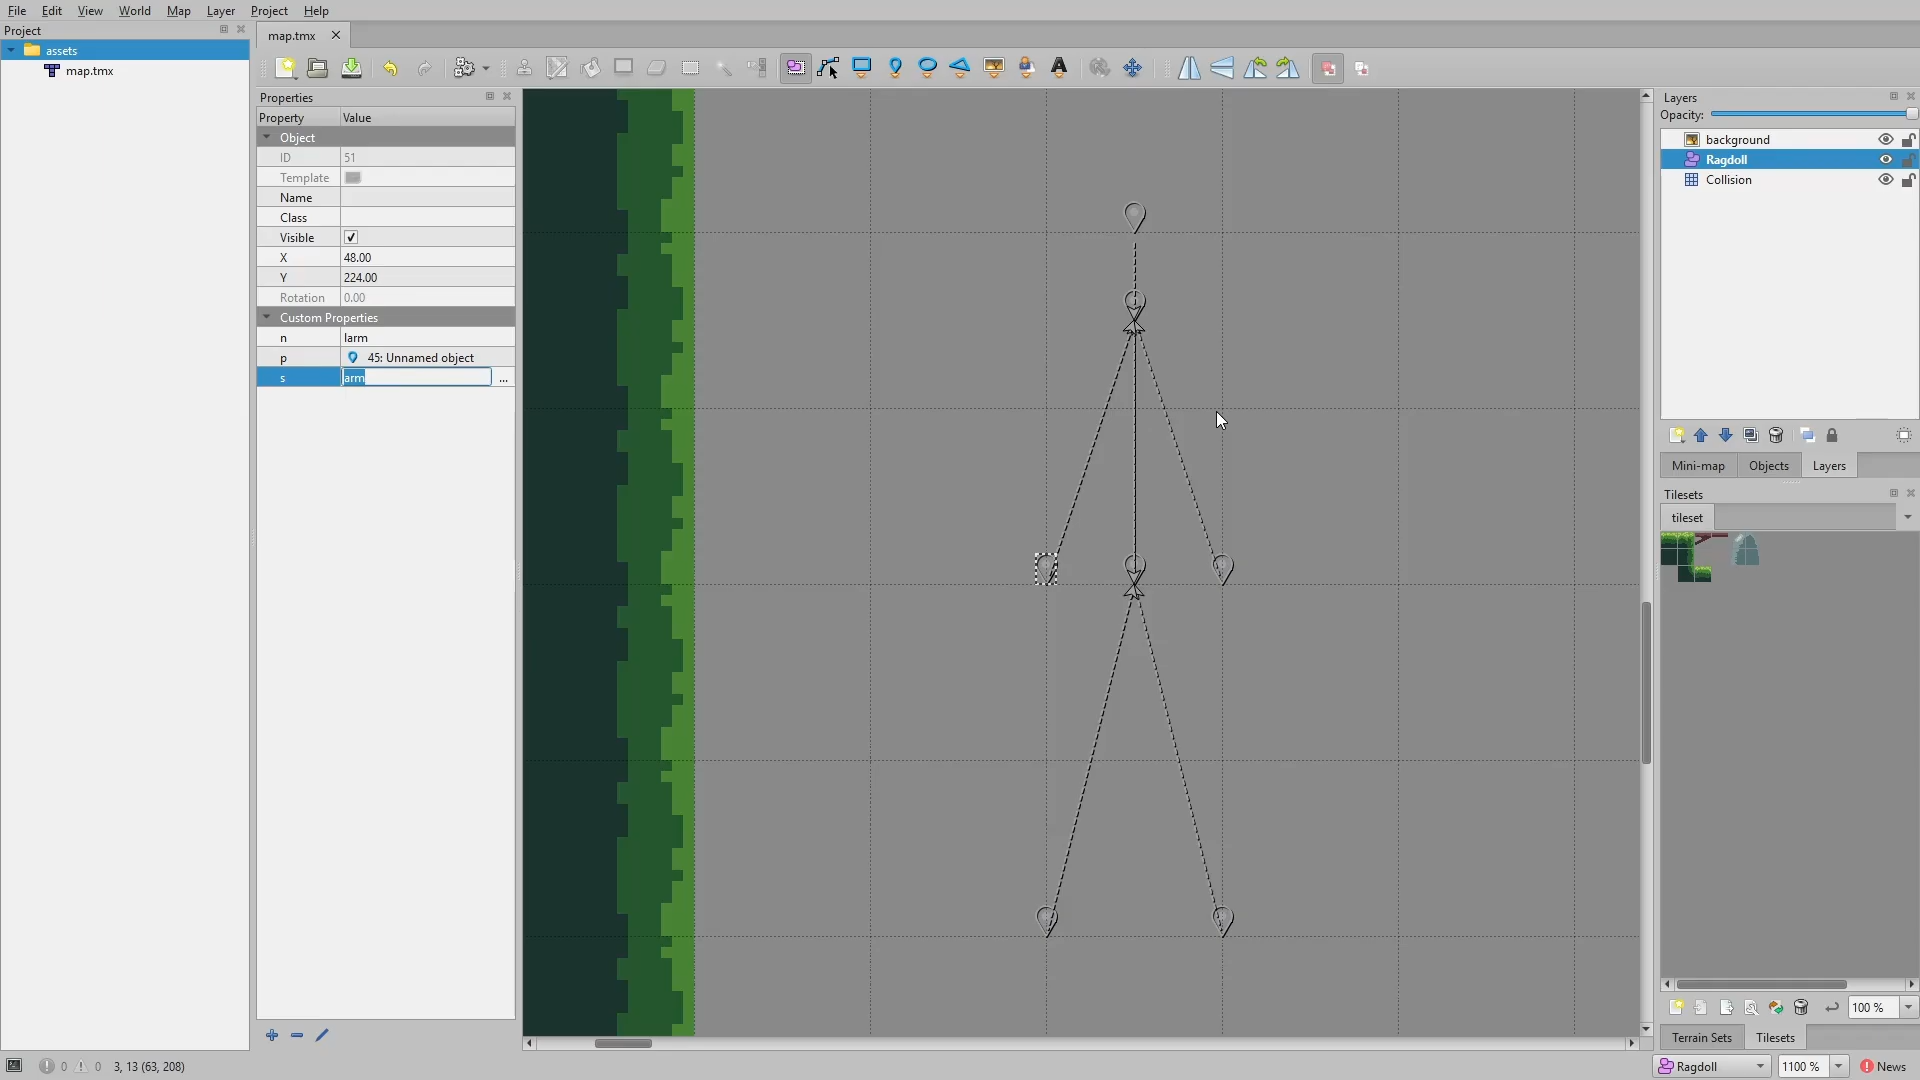 File Edit View World Map Layer Project Help
Project
assets
map.tmx
map.tmx
Properties
Property Value
Object
ID 51
Template
Name
Class
Visible
X 48.00
Y 224.00
Rotation 0.00
Custom Properties
n larm
p 45: Unnamed object
s arm ...
Layers
Opacity:
background
Ragdoll
Collision
Mini-map Objects Layers
Tilesets
tileset
100 %
Terrain Sets Tilesets
0 0 3, 13 (63, 208)
Ragdoll 1100 % News